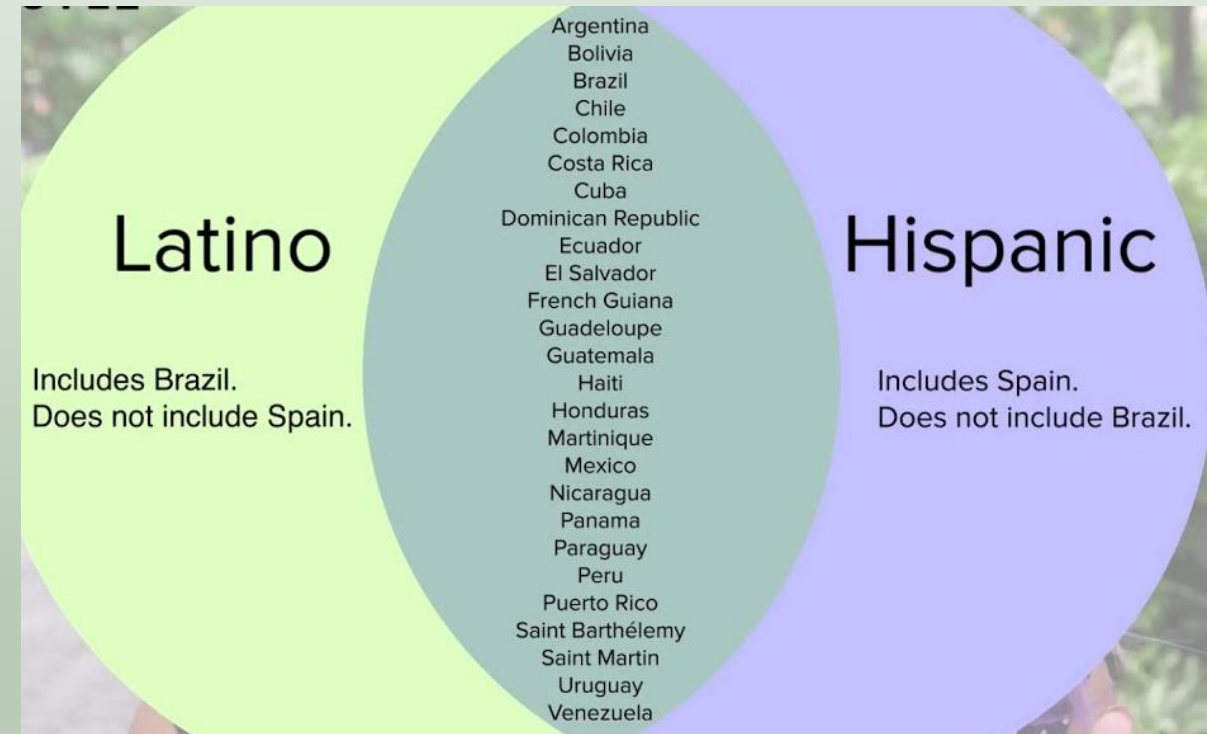 Latino
Includes Brazil.
Does not include Spain.
Argentina
Bolivia
Brazil
Chile
Colombia
Costa Rica
Cuba
Dominican Republic
Ecuador
El Salvador
French Guiana
Guadeloupe
Guatemala
Haiti
Honduras
Martinique
Mexico
Nicaragua
Panama
Paraguay
Peru
Puerto Rico
Saint Barthélemy
Saint Martin
Uruguay
Venezuela
Hispanic
Includes Spain.
Does not include Brazil.